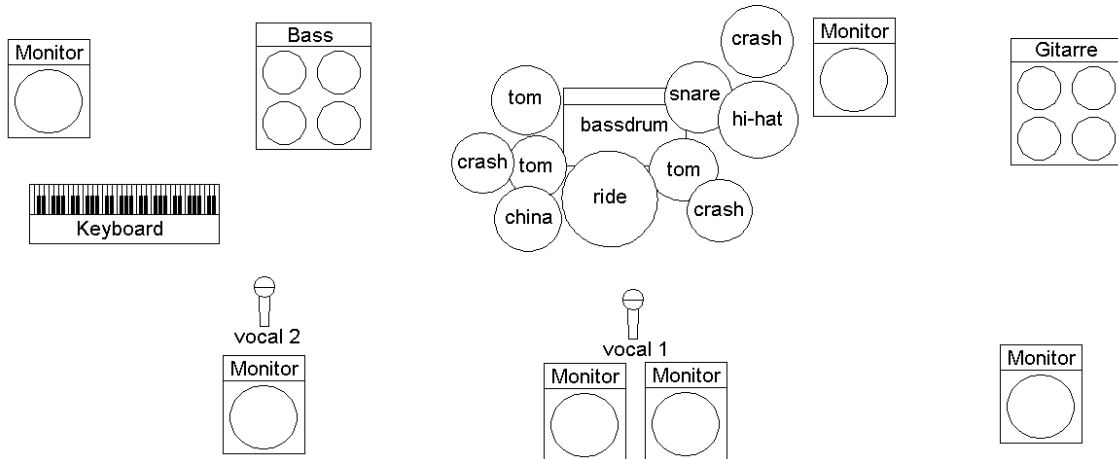 Monitor
Bass
crash
Monitor
Gitarre
tom
snare
hi-hat
bassdrum
crash
tom
tom
china
ride
crash
Keyboard
vocal 2
vocal 1
Monitor
Monitor
Monitor
Monitor